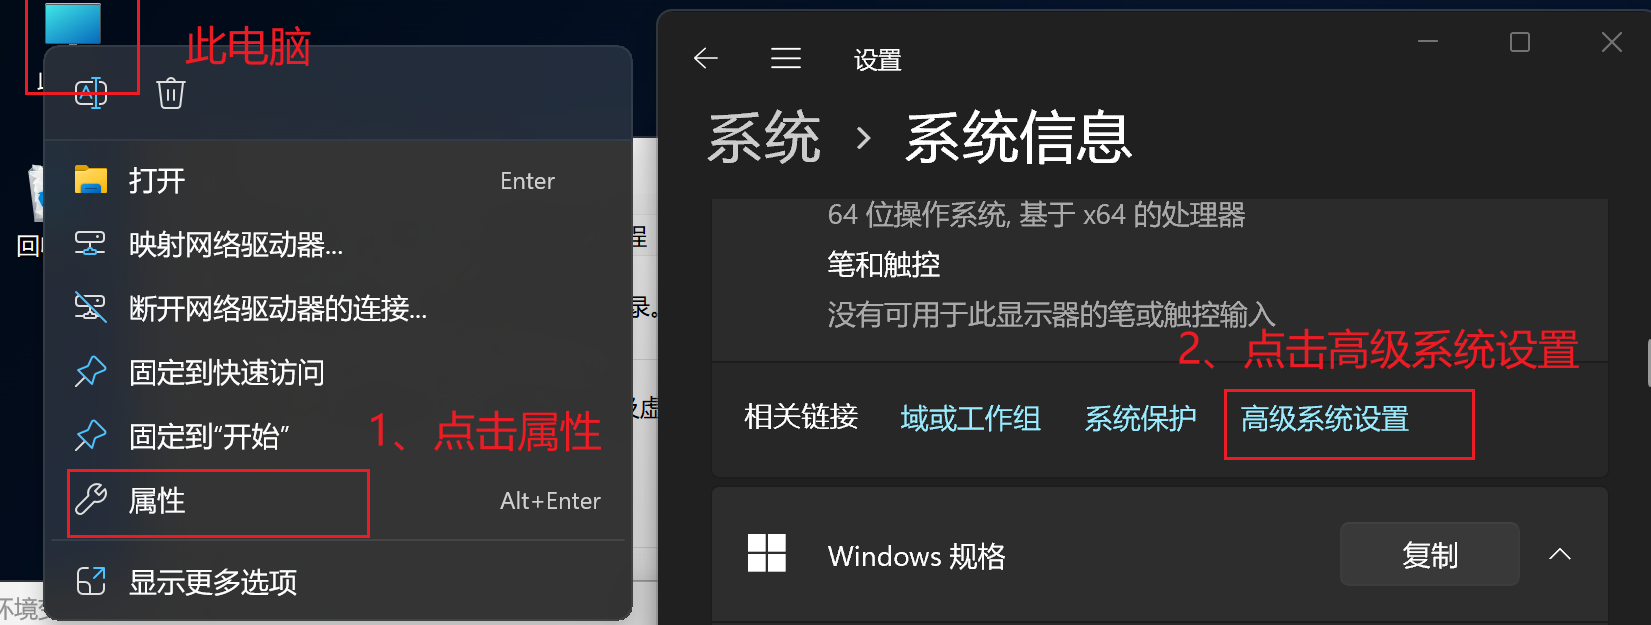 此电脑
打开 Enter
映射网络驱动器...
断开网络驱动器的连接...
固定到快速访问
固定到“开始”
1、点击属性
属性 Alt+Enter
显示更多选项
回
程
录。
及虚
环境变
设置
系统 › 系统信息
64 位操作系统, 基于 x64 的处理器
笔和触控
没有可用于此显示器的笔或触控输入
2、点击高级系统设置
相关链接 域或工作组 系统保护 高级系统设置
Windows 规格 复制